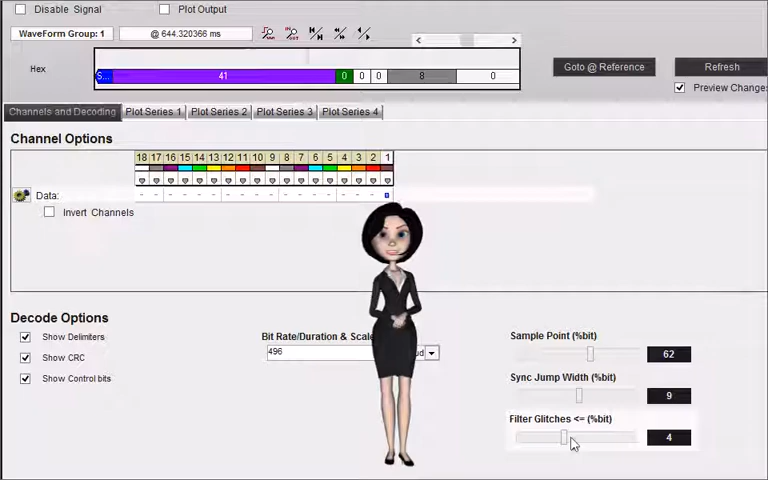 Disable Signal Plot Output
WaveForm Group: 1 @ 644.320366 ms
Hex S... 41 0 0 0 8 0 Goto @ Reference Refresh
Preview Change
Channels and Decoding Plot Series 1 Plot Series 2 Plot Series 3 Plot Series 4
Channel Options
18 17 16 15 14 13 12 11 10 9 8 7 6 5 4 3 2 1
Data: - - - - - - - - - - - - - - - - -
Invert Channels
Decode Options
Show Delimiters Bit Rate/Duration & Scale Sample Point (%bit)
496 ud 62
Show CRC
Sync Jump Width (%bit)
Show Control bits 9
Filter Glitches <= (%bit)
4